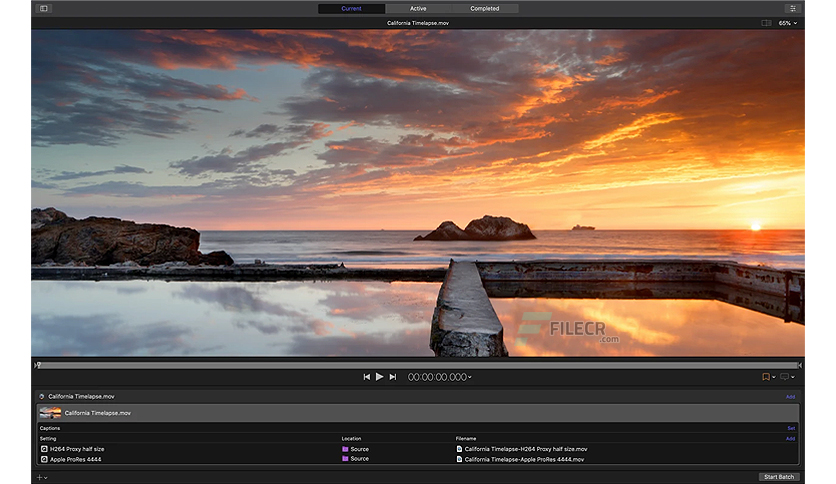 Current Active Completed
California Timelapse.mov 65%
FILECR
.com
00:00:00.000
California Timelapse.mov Add
California Timelapse.mov
Captions Set
Setting Location Filename Add
H264 Proxy half size Source California Timelapse-H264 Proxy half size.mov
Apple ProRes 4444 Source California Timelapse-Apple ProRes 4444.mov
Start Batch